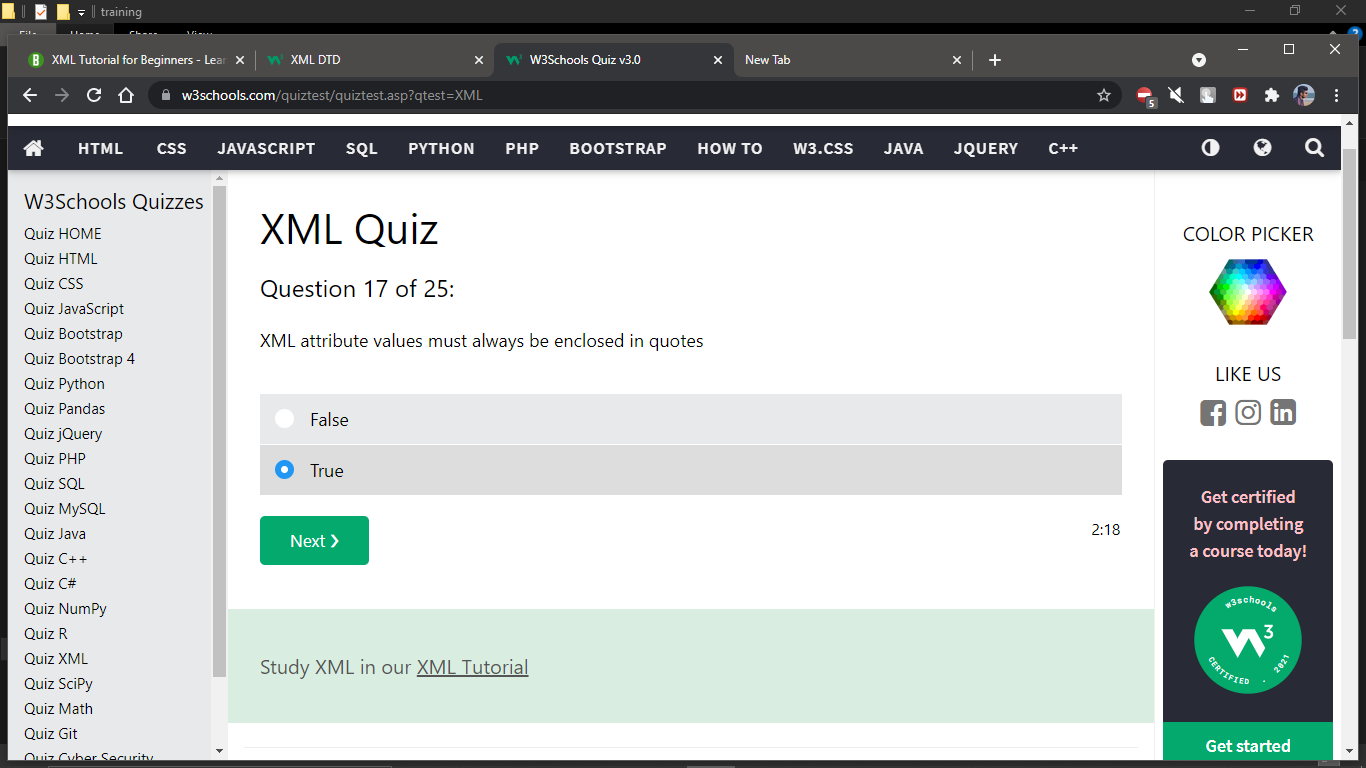 training
XML Tutorial for Beginners - Lear
XML DTD
W3Schools Quiz v3.0
New Tab
w3schools.com/quiztest/quiztest.asp?qtest=XML
5
HTML CSS JAVASCRIPT SQL PYTHON PHP BOOTSTRAP HOW TO W3.CSS JAVA JQUERY C++
W3Schools Quizzes
Quiz HOME
Quiz HTML
Quiz CSS
Quiz JavaScript
Quiz Bootstrap
Quiz Bootstrap 4
Quiz Python
Quiz Pandas
Quiz jQuery
Quiz PHP
Quiz SQL
Quiz MySQL
Quiz Java
Quiz C++
Quiz C#
Quiz NumPy
Quiz R
Quiz XML
Quiz SciPy
Quiz Math
Quiz Git
Quiz Cyber Security
XML Quiz
Question 17 of 25:
XML attribute values must always be enclosed in quotes
False
True
Next ❯
2:18
Study XML in our XML Tutorial
COLOR PICKER
LIKE US
Get certified
by completing
a course today!
w3schools
W3
CERTIFIED . 2021
Get started